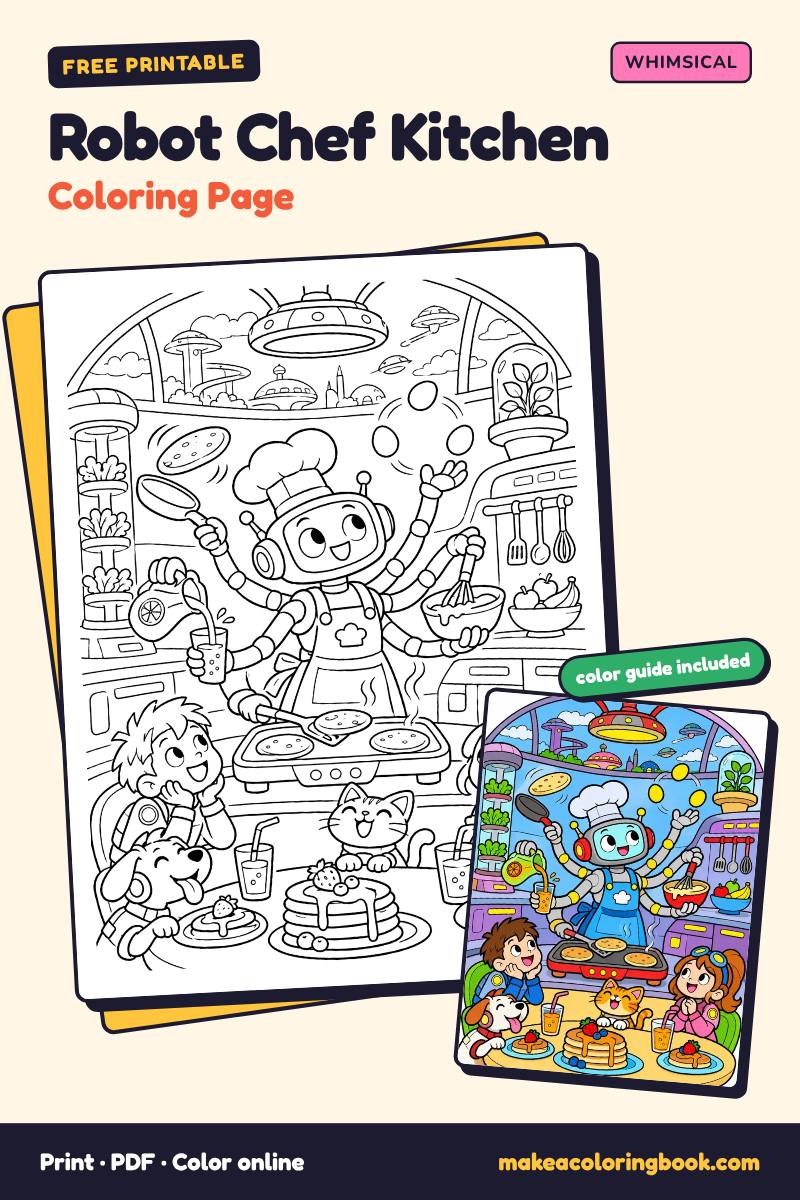 FREE PRINTABLE
WHIMSICAL
Robot Chef Kitchen
Coloring Page
color guide included
Print · PDF · Color online
makeacoloringbook.com